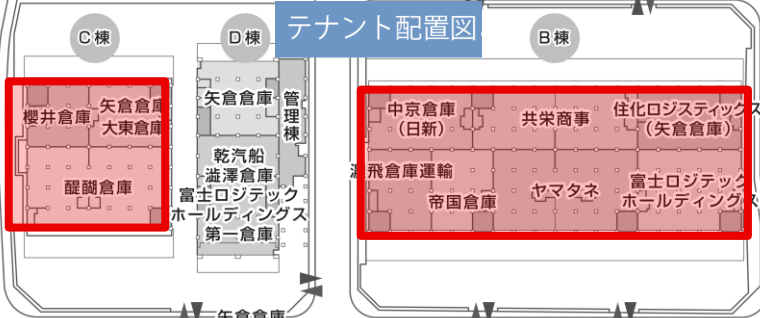 テナント配置図
C棟
D棟
B棟
櫻井倉庫
矢倉倉庫
大東倉庫
醍醐倉庫
矢倉倉庫
管理棟
乾汽船
澁澤倉庫
富士ロジテック
ホールディングス
第一倉庫
矢倉倉庫
中京倉庫
（日新）
共栄商事
住化ロジスティックス
（矢倉倉庫）
濃飛倉庫運輸
帝国倉庫
ヤマタネ
富士ロジテック
ホールディングス